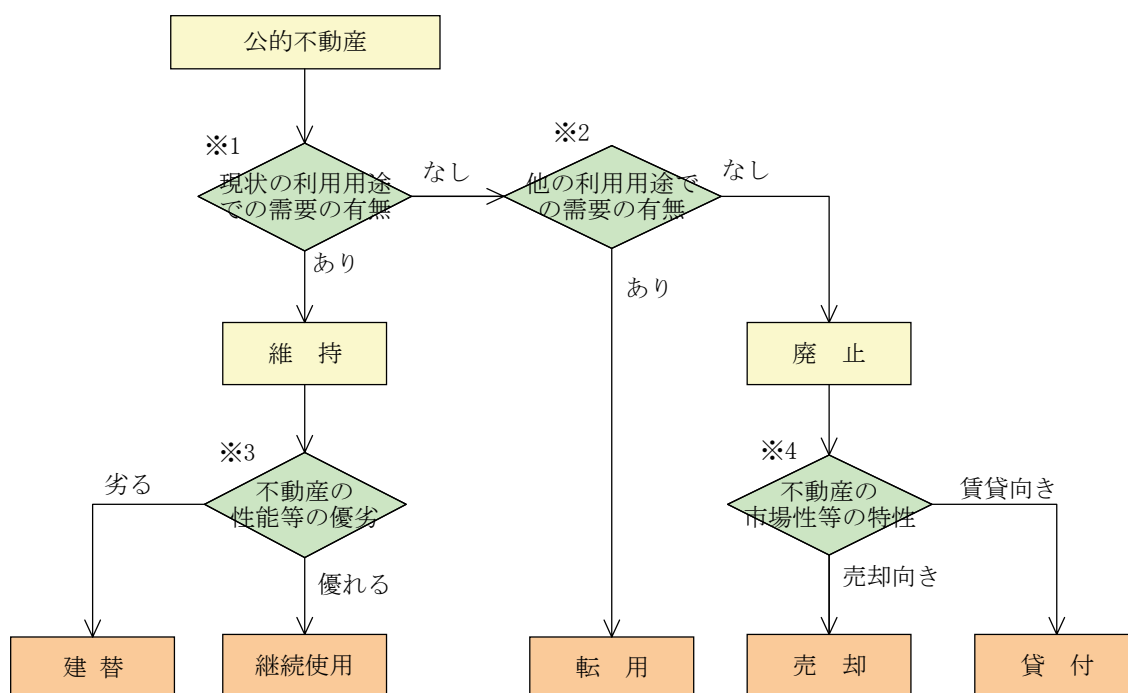 公的不動産
※1
※2
現状の利用用途
での需要の有無
なし
他の利用用途で
の需要の有無
なし
あり
あり
維　持
廃　止
※3
※4
劣る
不動産の
性能等の優劣
不動産の
市場性等の特性
賃貸向き
優れる
売却向き
建 替
継続使用
転　用
売　却
貸　付